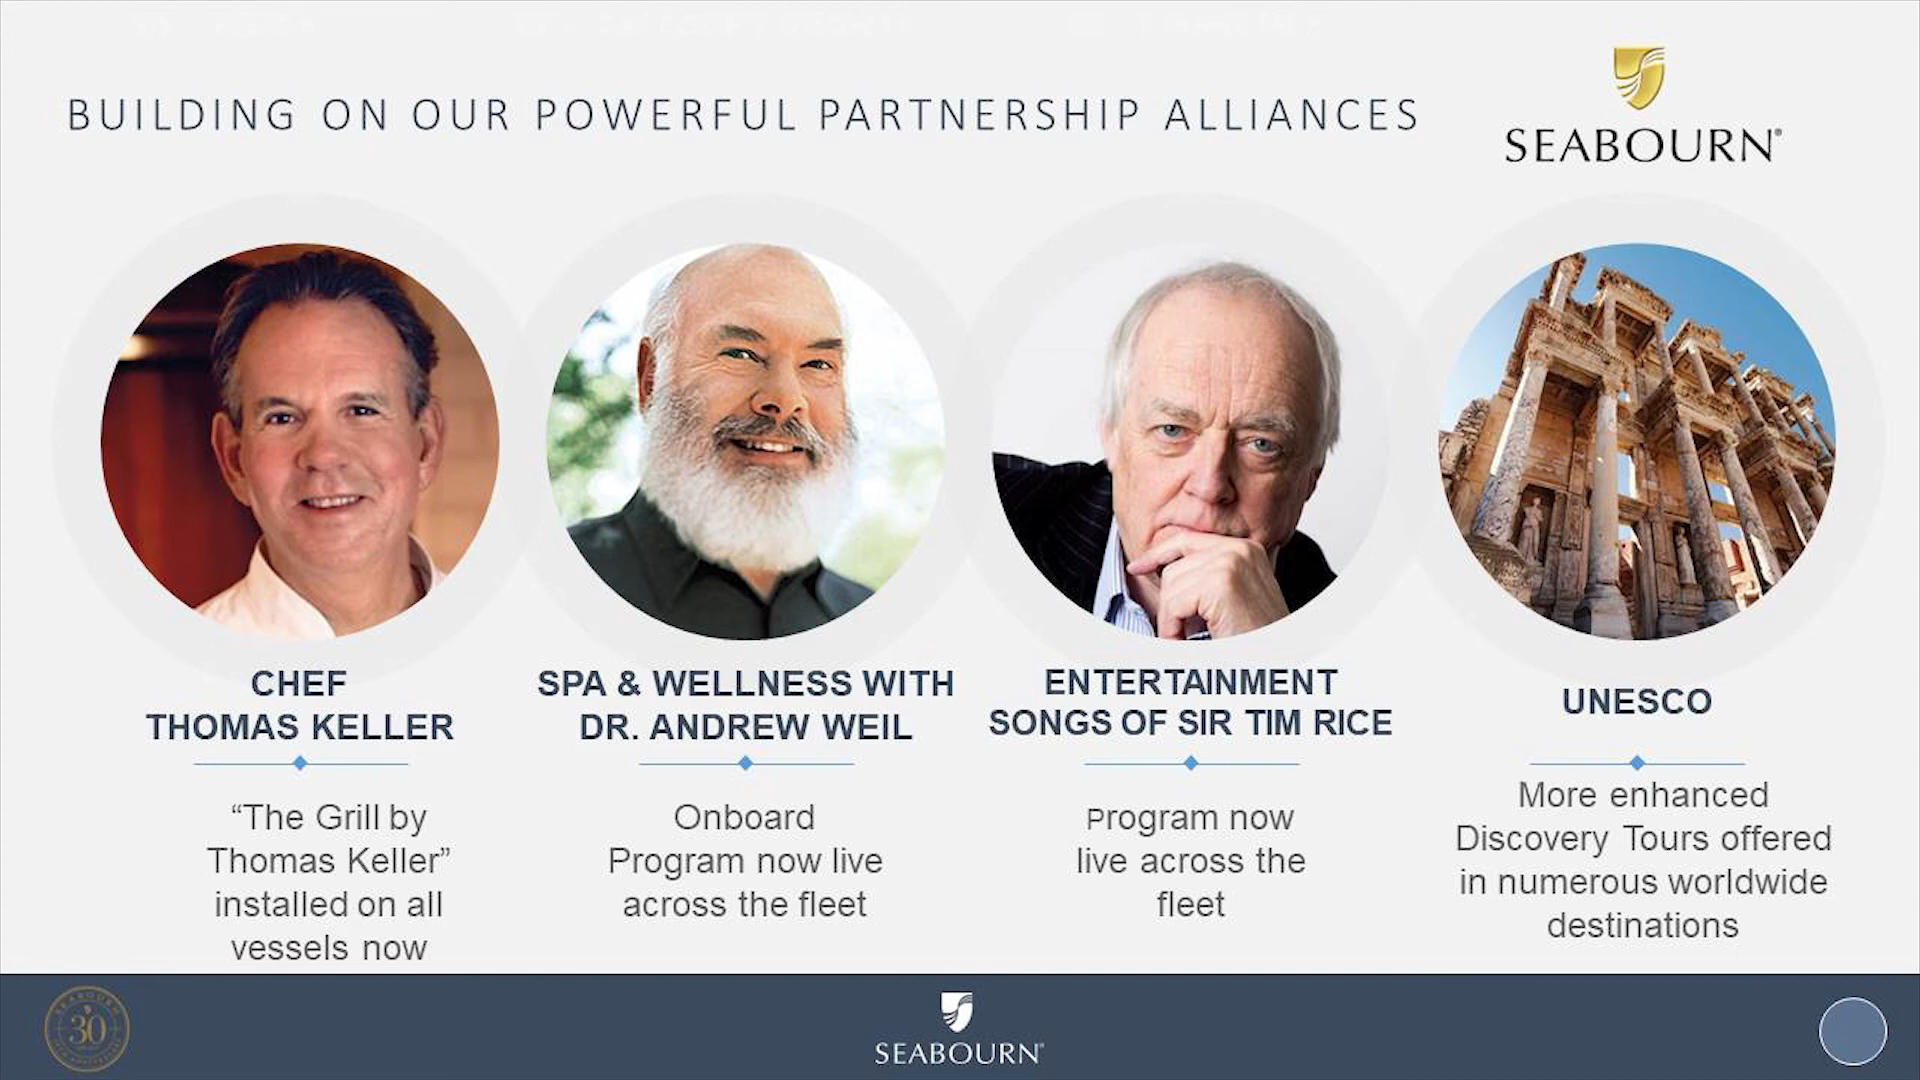 BUILDING ON OUR POWERFUL PARTNERSHIP ALLIANCES
SEABOURN®
CHEF
THOMAS KELLER
“The Grill by
Thomas Keller”
installed on all
vessels now
SPA & WELLNESS WITH
DR. ANDREW WEIL
Onboard
Program now live
across the fleet
ENTERTAINMENT
SONGS OF SIR TIM RICE
Program now
live across the
fleet
UNESCO
More enhanced
Discovery Tours offered
in numerous worldwide
destinations
SEABOURN
30
SEABOURN®